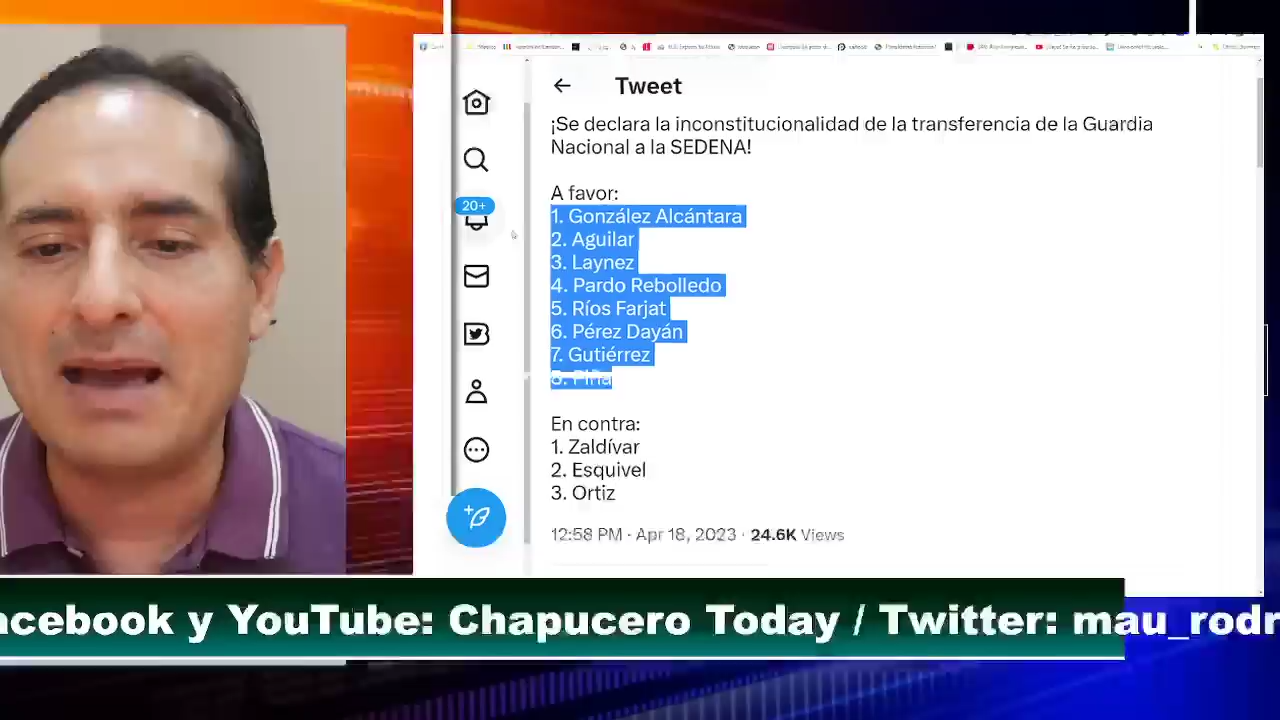 Tweet
¡Se declara la inconstitucionalidad de la transferencia de la Guardia
Nacional a la SEDENA!
A favor:
1. González Alcántara
2. Aguilar
3. Laynez
4. Pardo Rebolledo
5. Ríos Farjat
6. Pérez Dayán
7. Gutiérrez
8. Piña
En contra:
1. Zaldívar
2. Esquivel
3. Ortiz
12:58 PM · Apr 18, 2023 · 24.6K Views
20+
acebook y YouTube: Chapucero Today / Twitter: mau_rodr